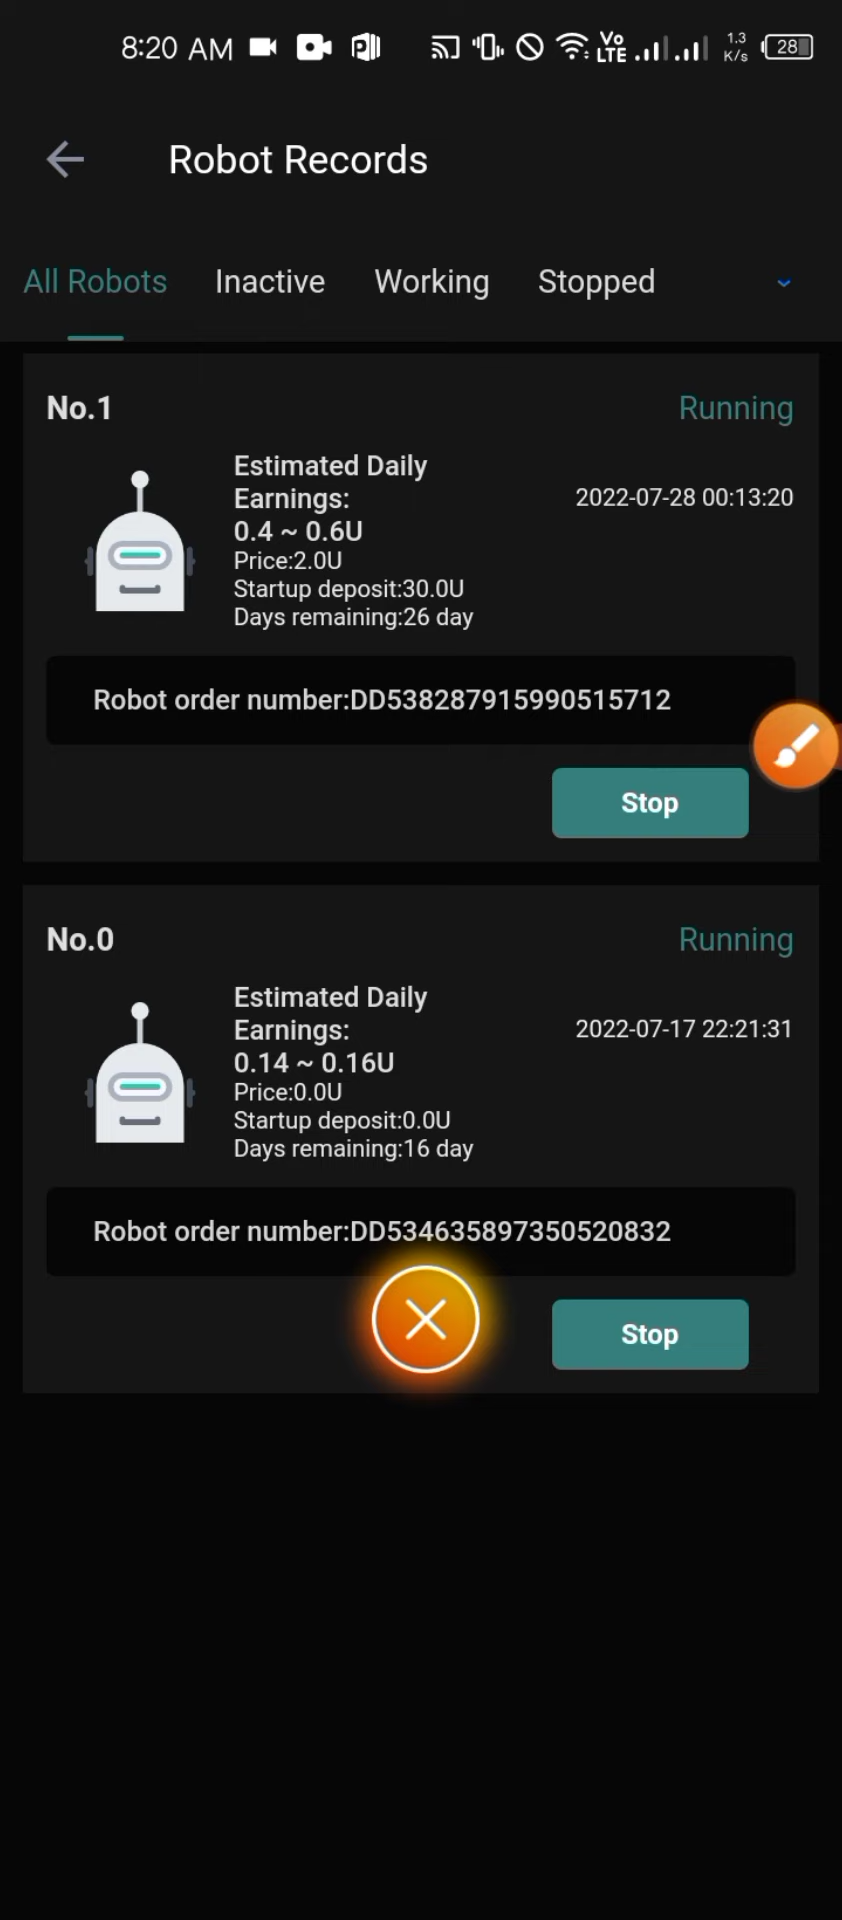 8:20 AM
Vo
LTE
1.3
K/s
28
Robot Records
All Robots
Inactive
Working
Stopped
No.1
Running
Estimated Daily
Earnings:
2022-07-28 00:13:20
0.4 ~ 0.6U
Price:2.0U
Startup deposit:30.0U
Days remaining:26 day
Robot order number:DD538287915990515712
Stop
No.0
Running
Estimated Daily
Earnings:
2022-07-17 22:21:31
0.14 ~ 0.16U
Price:0.0U
Startup deposit:0.0U
Days remaining:16 day
Robot order number:DD534635897350520832
Stop